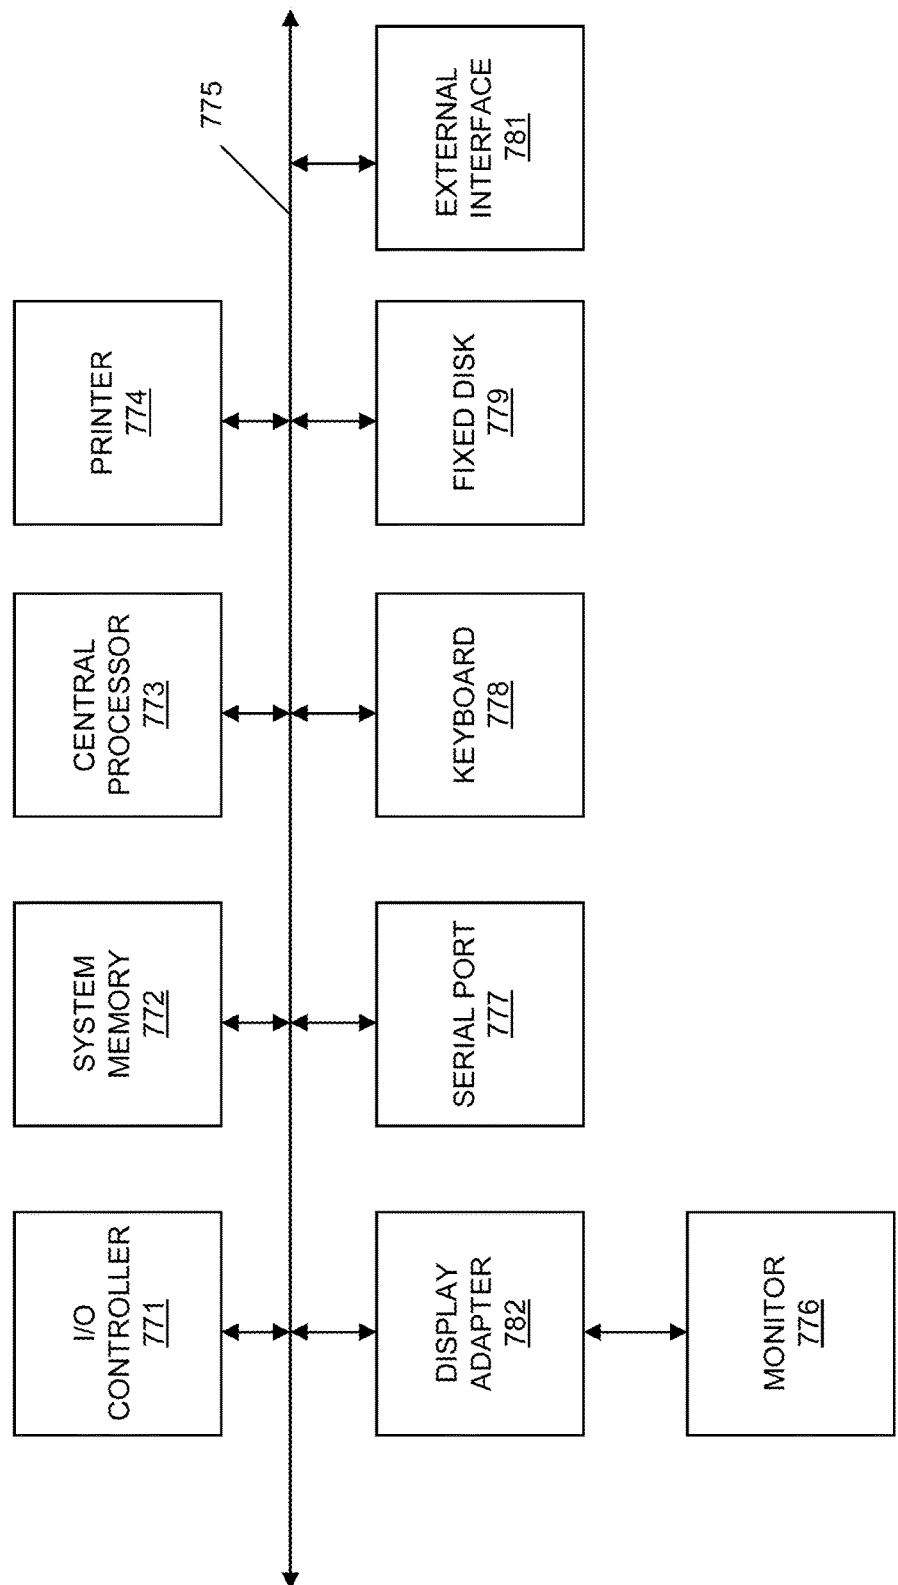 I/O
CONTROLLER
771
SYSTEM
MEMORY
772
CENTRAL
PROCESSOR
773
PRINTER
774
775
DISPLAY
ADAPTER
782
SERIAL PORT
777
KEYBOARD
778
FIXED DISK
779
EXTERNAL
INTERFACE
781
MONITOR
776